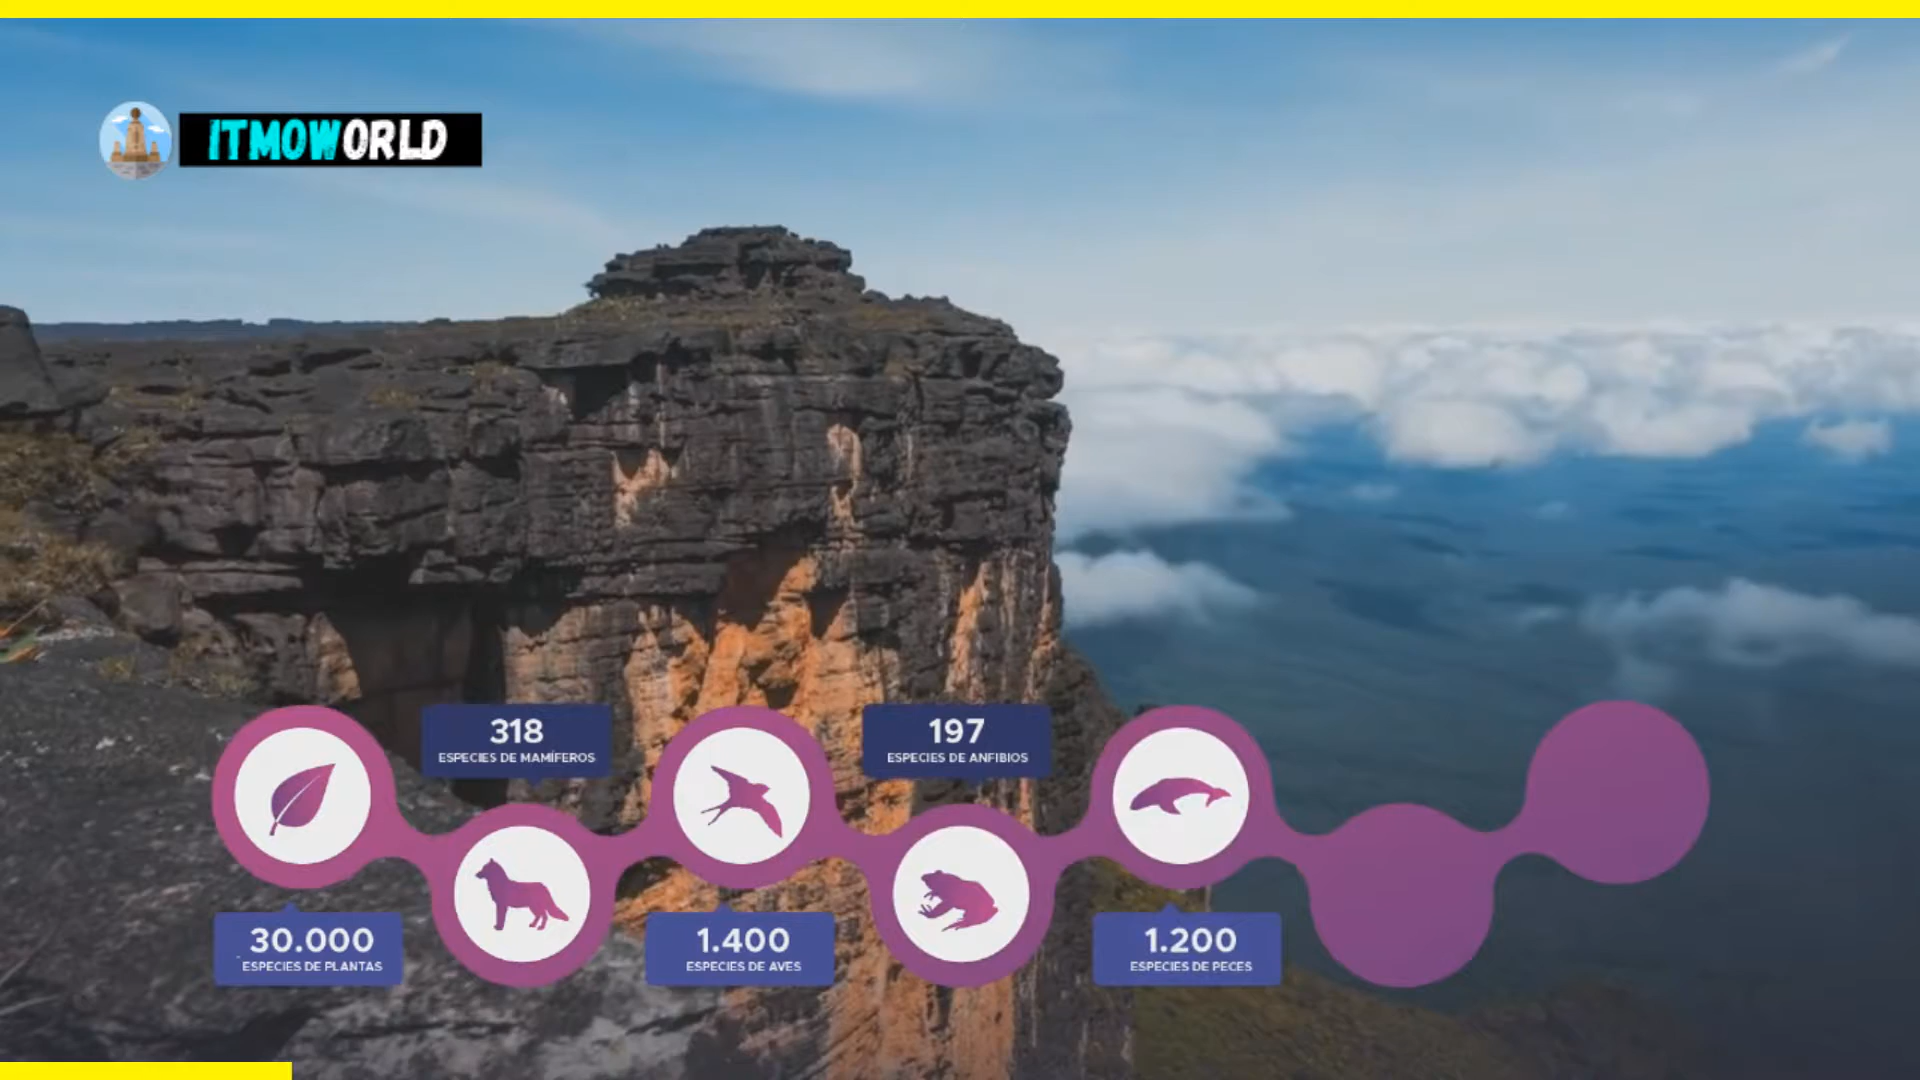 ITMOWORLD
318
ESPECIES DE MAMÍFEROS
197
ESPECIES DE ANFIBIOS
30.000
ESPECIES DE PLANTAS
1.400
ESPECIES DE AVES
1.200
ESPECIES DE PECES